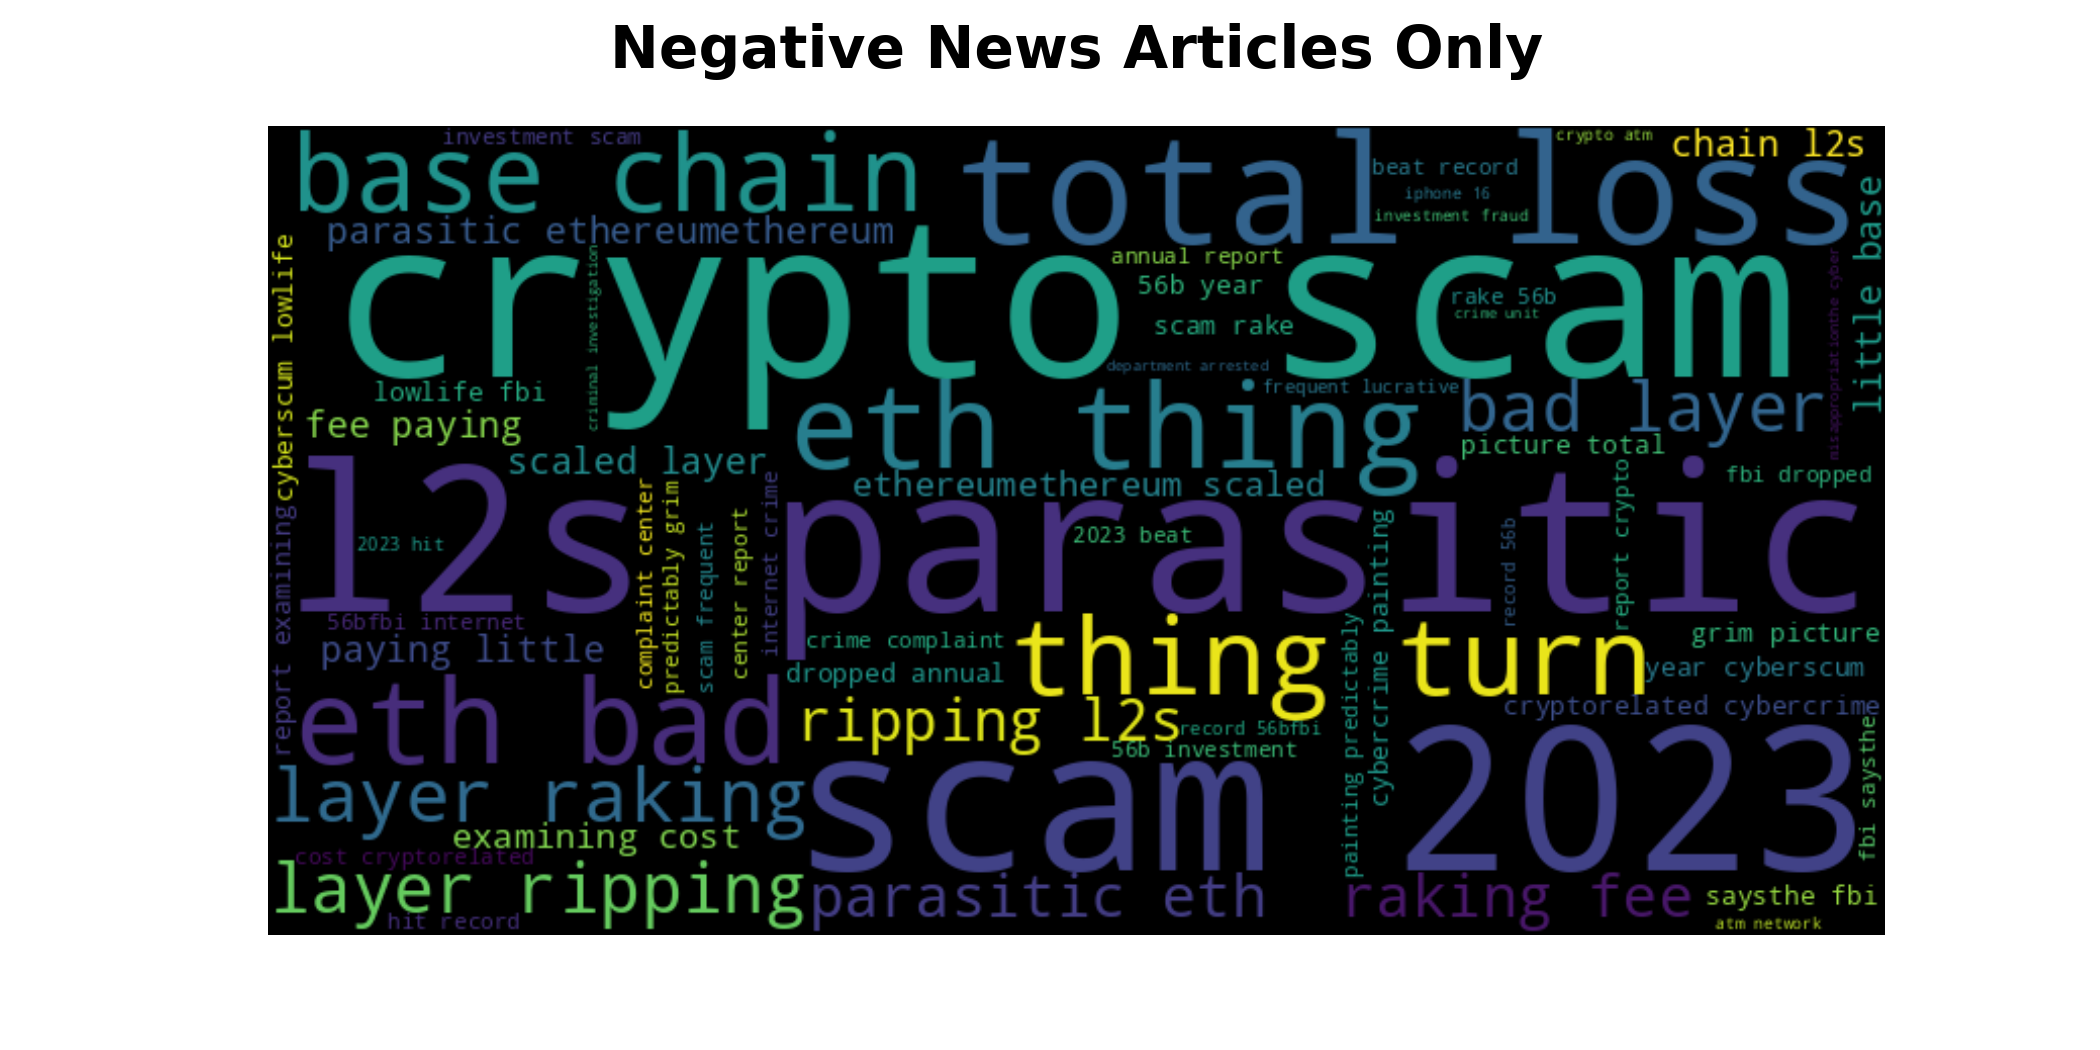 Negative News Articles Only
investment scam
base chain
total loss
crypto atm
chain l2s
beat record
iphone 16
investment fraud
parasitic ethereumethereum
little base
cyberscum lowlife
criminal investigation
crypto scam
annual report
56b year
rake 56b
crime unit
scam rake
misappropriationthe cyber
department arrested
frequent lucrative
lowlife fbi
fee paying
eth thing
bad layer
picture total
scaled layer
ethereumethereum scaled
fbi dropped
l2s parasitic
2023 hit
2023 beat
complaint center
predictably grim
scam frequent
center report
internet crime
cybercrime painting
record 56b
report crypto
report examining
56bfbi internet
paying little
crime complaint
dropped annual
thing turn
grim picture
year cyberscum
painting predictably
eth bad
ripping l2s
record 56bfbi
56b investment
cryptorelated cybercrime
fbi saysthe
layer raking
scam
2023
examining cost
cost cryptorelated
layer ripping
hit record
parasitic eth
raking fee
saysthe fbi
atm network